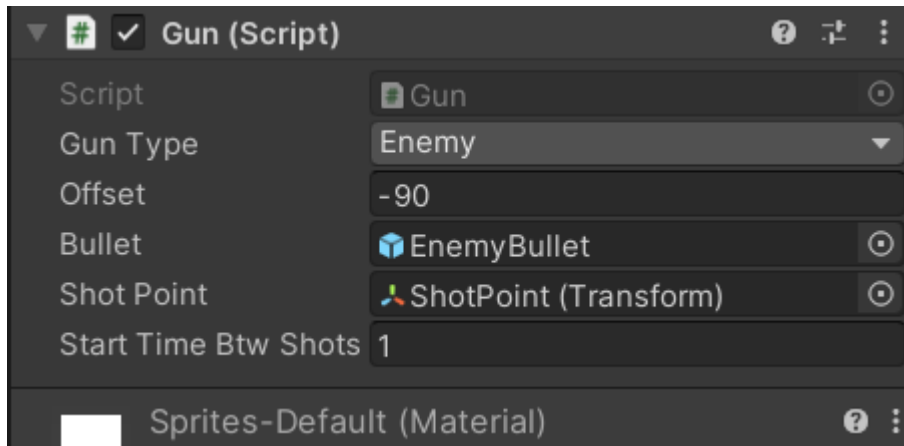 Gun (Script)
Script Gun
Gun Type Enemy
Offset -90
Bullet EnemyBullet
Shot Point ShotPoint (Transform)
Start Time Btw Shots 1
Sprites-Default (Material)